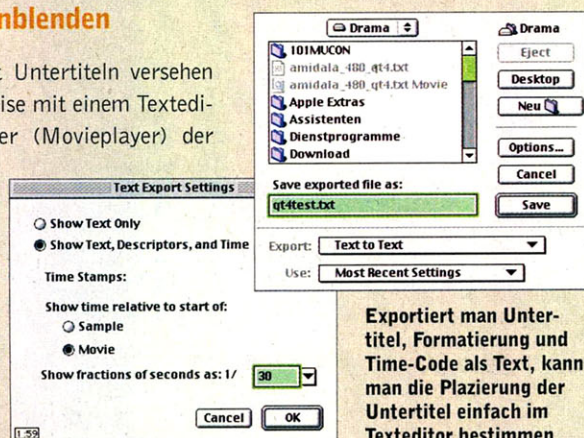 nblenden
Untertiteln versehen
ise mit einem Textedi-
er (Movieplayer) der
Drama
101MUCON
amidala_480_qt4.txt
amidala_480_qt4.txt Movie
Apple Extras
Assistenten
Dienstprogramme
Download
Save exported file as:
qt4test.txt
Export: Text to Text
Use: Most Recent Settings
Drama
Eject
Desktop
Neu
Options...
Cancel
Save
Text Export Settings
Show Text Only
Show Text, Descriptors, and Time
Time Stamps:
Show time relative to start of:
Sample
Movie
Show fractions of seconds as: 1/ 30
Cancel OK
1:59
Exportiert man Unter-
titel, Formatierung und
Time-Code als Text, kann
man die Plazierung der
Untertitel einfach im
Texteditor bestimmen